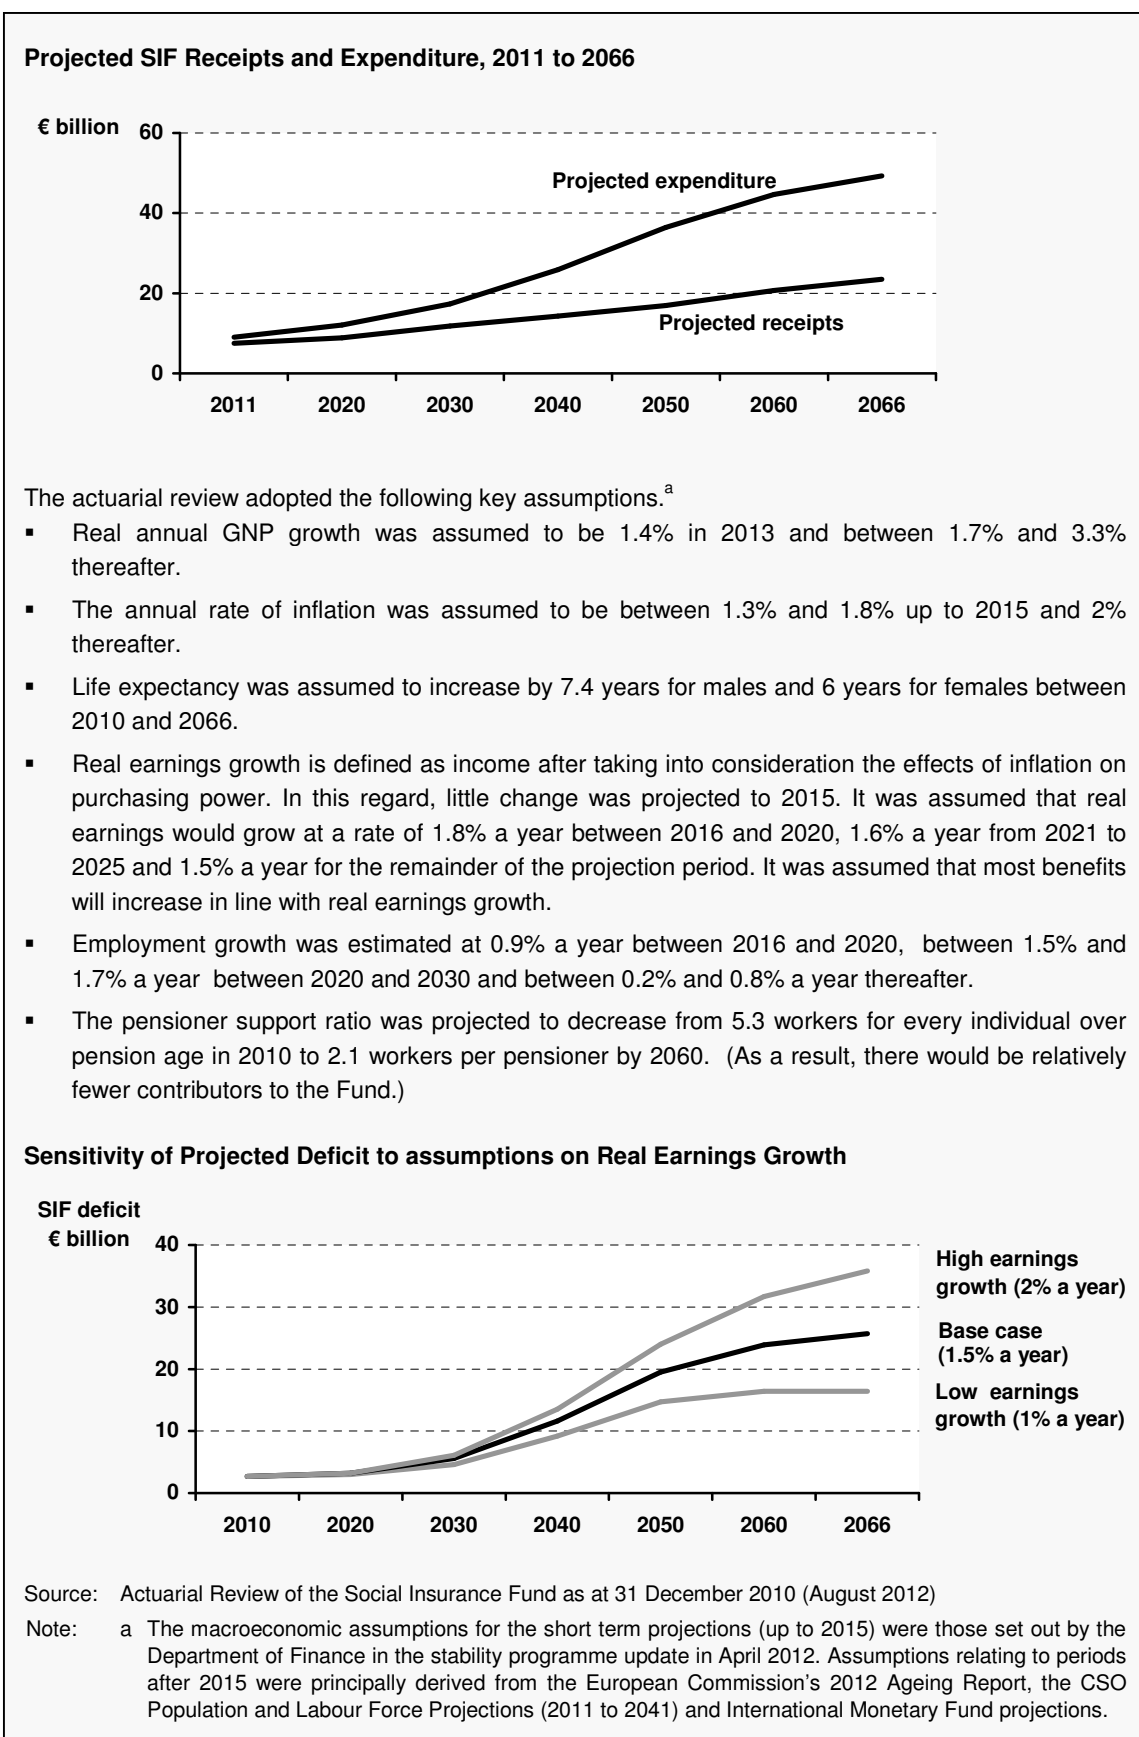 Projected SIF Receipts and Expenditure, 2011 to 2066
€ billion
60
40
20
0
Projected expenditure
Projected receipts
2011 2020 2030 2040 2050 2060 2066
The actuarial review adopted the following key assumptions.a
▪ Real annual GNP growth was assumed to be 1.4% in 2013 and between 1.7% and 3.3%
thereafter.
▪ The annual rate of inflation was assumed to be between 1.3% and 1.8% up to 2015 and 2%
thereafter.
▪ Life expectancy was assumed to increase by 7.4 years for males and 6 years for females between
2010 and 2066.
▪ Real earnings growth is defined as income after taking into consideration the effects of inflation on
purchasing power. In this regard, little change was projected to 2015. It was assumed that real
earnings would grow at a rate of 1.8% a year between 2016 and 2020, 1.6% a year from 2021 to
2025 and 1.5% a year for the remainder of the projection period. It was assumed that most benefits
will increase in line with real earnings growth.
▪ Employment growth was estimated at 0.9% a year between 2016 and 2020, between 1.5% and
1.7% a year between 2020 and 2030 and between 0.2% and 0.8% a year thereafter.
▪ The pensioner support ratio was projected to decrease from 5.3 workers for every individual over
pension age in 2010 to 2.1 workers per pensioner by 2060. (As a result, there would be relatively
fewer contributors to the Fund.)
Sensitivity of Projected Deficit to assumptions on Real Earnings Growth
SIF deficit
€ billion
40
30
20
10
0
High earnings
growth (2% a year)
Base case
(1.5% a year)
Low earnings
growth (1% a year)
2010 2020 2030 2040 2050 2060 2066
Source: Actuarial Review of the Social Insurance Fund as at 31 December 2010 (August 2012)
Note: a The macroeconomic assumptions for the short term projections (up to 2015) were those set out by the
Department of Finance in the stability programme update in April 2012. Assumptions relating to periods
after 2015 were principally derived from the European Commission's 2012 Ageing Report, the CSO
Population and Labour Force Projections (2011 to 2041) and International Monetary Fund projections.